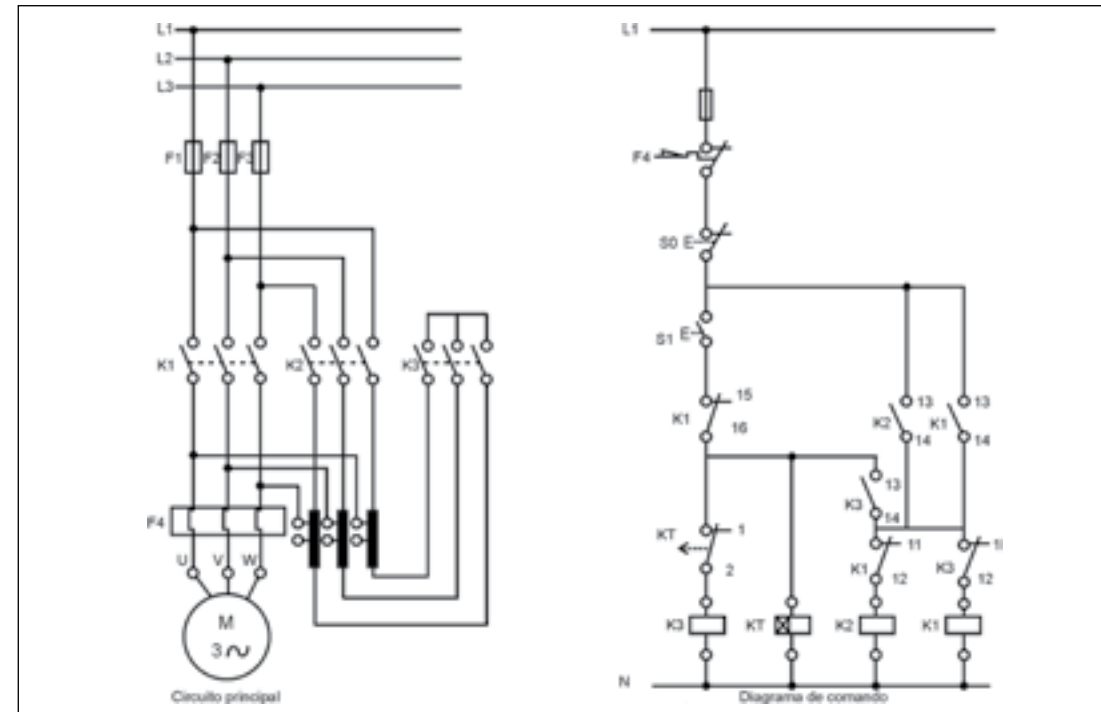 L1
L2
L3
F1 F2 F3
K1 K2 K3
F4
U V W
M
3
Circuito principal
L1
F4
S0 E
S1 E
K1 15
16
K2 13
14
K1 13
14
K3 13
14
KT 1
2
K1 11
12
K3
12
K3 KT K2 K1
N
Diagrama de comando